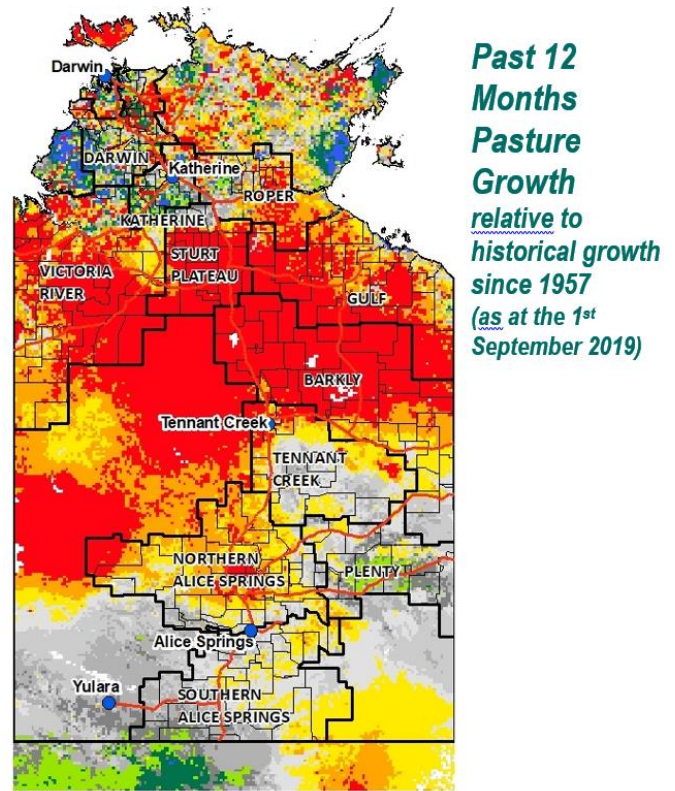 Past 12
Months
Pasture
Growth
relative to
historical growth
since 1957
(as at the 1st
September 2019)
Darwin
DARWIN
Katherine
ROPER
KATHERINE
STURT
PLATEAU
VICTORIA
RIVER
GULF
BARKLY
Tennant Creek
TENNANT
CREEK
NORTHERN
ALICE SPRINGS
PLENTY
Alice Springs
Yulara
SOUTHERN
ALICE SPRINGS